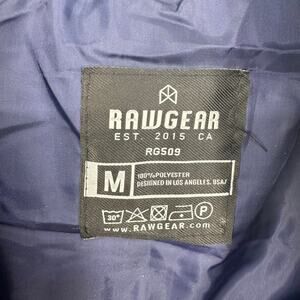 RAWGEAR
EST. 2015 CA
RG509
M
100%POLYESTER
DESIGNED IN LOS ANGELES, USA/
30°
P
www.RAWGEAR.com